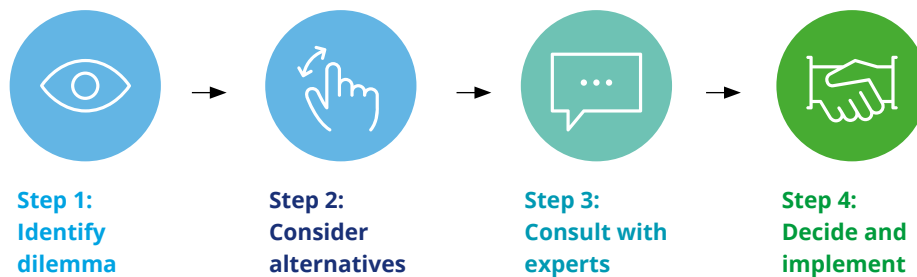 Step 1:
Identify
dilemma
Step 2:
Consider
alternatives
Step 3:
Consult with
experts
Step 4:
Decide and
implement